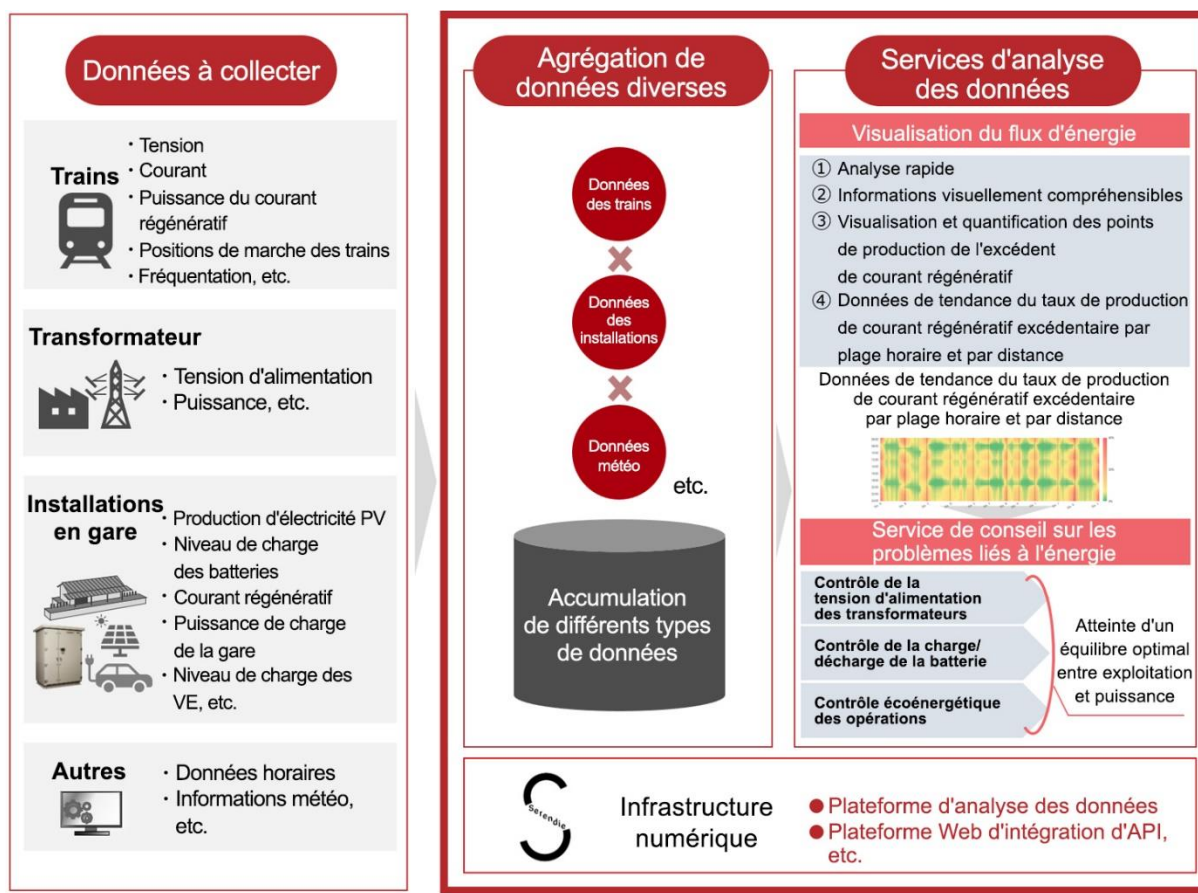 Données à collecter
Trains
・Tension
・Courant
・Puissance du courant
régénératif
・Positions de marche des trains
・Fréquentation, etc.
Transformateur
・Tension d'alimentation
・Puissance, etc.
Installations
en gare
・Production d'électricité PV
・Niveau de charge
des batteries
・Courant régénératif
・Puissance de charge
de la gare
・Niveau de charge des
VE, etc.
Autres
・Données horaires
・Informations météo,
etc.
Agrégation de
données diverses
Données
des trains
Données
des
installations
Données
météo
etc.
Accumulation
de différents types
de données
Services d'analyse
des données
Visualisation du flux d'énergie
① Analyse rapide
② Informations visuellement compréhensibles
③ Visualisation et quantification des points
de production de l'excédent
de courant régénératif
④ Données de tendance du taux de production
de courant régénératif excédentaire par
plage horaire et par distance
Données de tendance du taux de production
de courant régénératif excédentaire
par plage horaire et par distance
Service de conseil sur les
problèmes liés à l'énergie
Contrôle de la
tension d'alimentation
des transformateurs
Contrôle de la charge/
décharge de la batterie
Contrôle écoénergétique
des opérations
Atteinte d'un
équilibre optimal
entre exploitation
et puissance
Serendie
Infrastructure
numérique
●Plateforme d'analyse des données
●Plateforme Web d'intégration d'API,
etc.